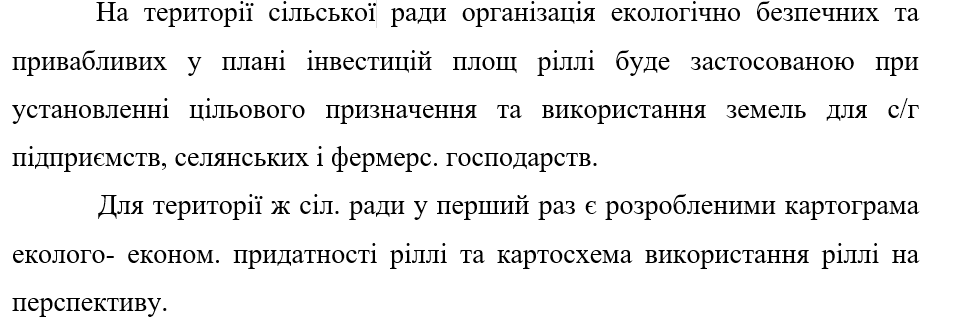 На території сільської ради організація екологічно безпечних та
привабливих у плані інвестицій площ ріллі буде застосованою при
установленні цільового призначення та використання земель для с/г
підприємств, селянських і фермерс. господарств.
Для території ж сіл. ради у перший раз є розробленими картограма
еколого- економ. придатності ріллі та картосхема використання ріллі на
перспективу.